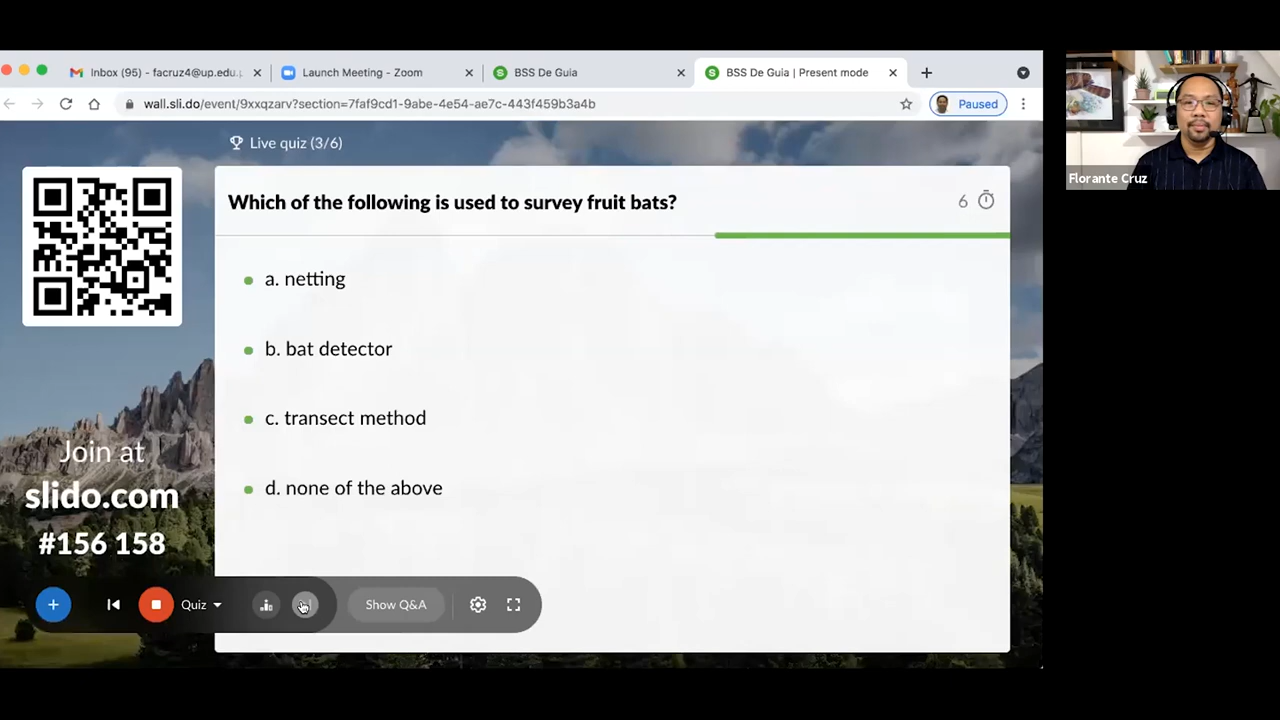 Inbox (95) - facruz4@up.edu.
Launch Meeting - Zoom
BSS De Guia
BSS De Guia | Present mode
wall.sli.do/event/9xxqzarv?section=7faf9cd1-9abe-4e54-ae7c-443f459b3a4b
Paused
Live quiz (3/6)
Which of the following is used to survey fruit bats?
6
a. netting
b. bat detector
c. transect method
d. none of the above
Join at
slido.com
#156 158
Quiz
Show Q&A
Florante Cruz